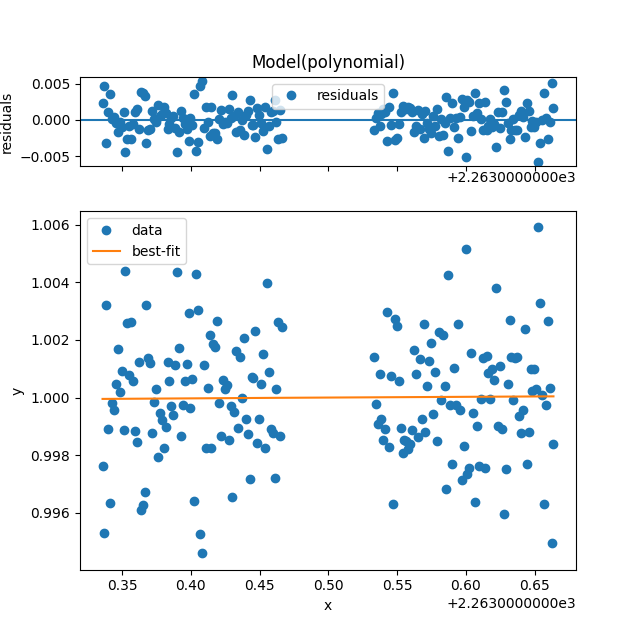 Model(polynomial)
residuals
0.005
0.000
−0.005
residuals
+2.2630000000e3
y
1.006
1.004
1.002
1.000
0.998
0.996
data
best-fit
0.35
0.40
0.45
0.50
0.55
0.60
0.65
x
+2.2630000000e3